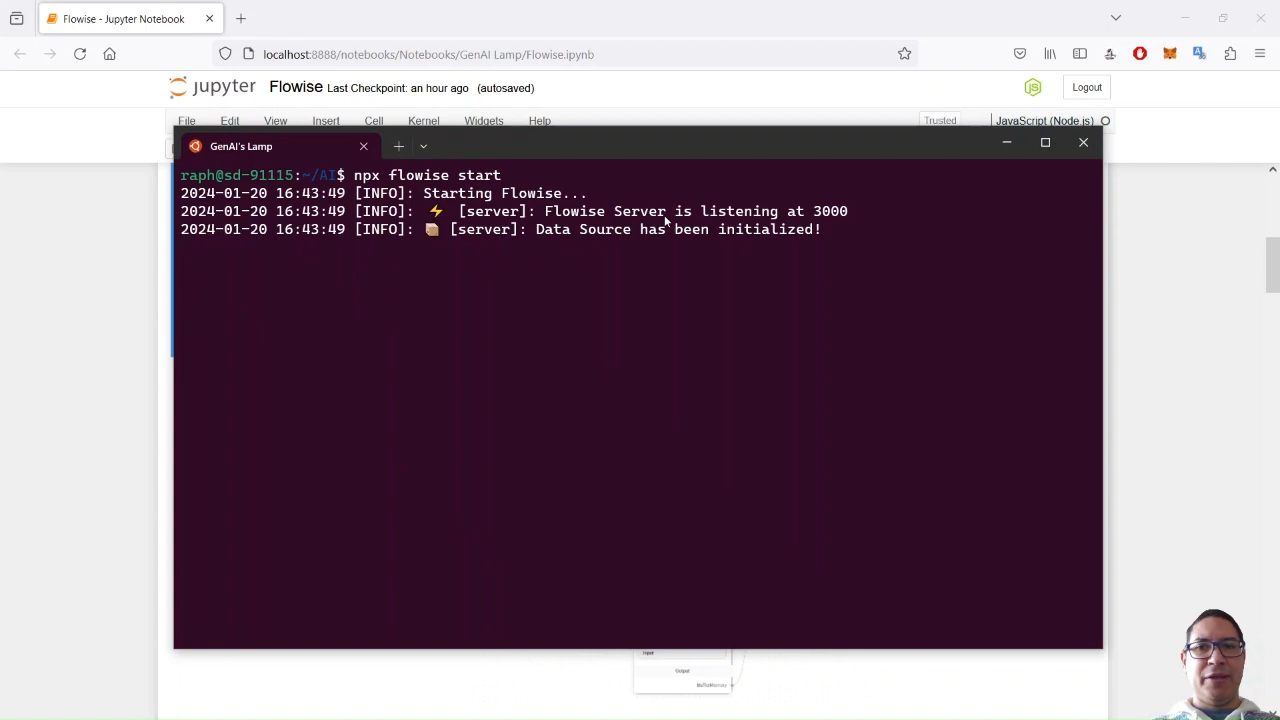 Flowise - Jupyter Notebook
localhost:8888/notebooks/Notebooks/GenAI Lamp/Flowise.ipynb
jupyter Flowise Last Checkpoint: an hour ago (autosaved)
Logout
File Edit View Insert Cell Kernel Widgets Help
Trusted
JavaScript (Node.js)
GenAI's Lamp
raph@sd-91115:~/AI$ npx flowise start
2024-01-20 16:43:49 [INFO]: Starting Flowise...
2024-01-20 16:43:49 [INFO]: ⚡ [server]: Flowise Server is listening at 3000
2024-01-20 16:43:49 [INFO]: 📦 [server]: Data Source has been initialized!
Input
Output
BufferMemory